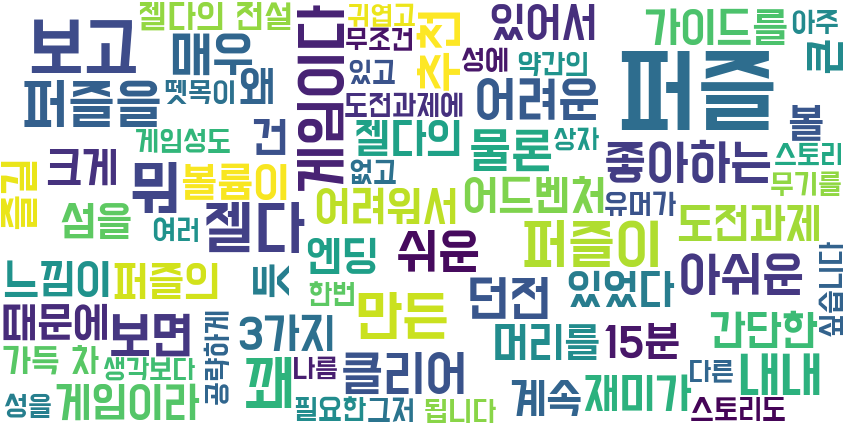 젤다의 전설
귀엽고
있어서
가이드를
아주
보고
매우
무조건
추천
성에
약간의
굳
퍼즐을
뗏목이
왜
있고
게임이다
도전과제에
어려운
퍼즐
볼
게임성도
건
젤다의
물론
상자
스토리
크게
뭐
볼륨이
없고
좋아하는
무기를
즐길
섬을
여러
젤다
어려워서
어드벤처
유머가
도전과제
느낌이
퍼즐의
듯
엔딩
쉬운
퍼즐이
아쉬운
한번
만든
던전
있었다
싶습니다
때문에
보면
3가지
머리를
15분
간단한
가득 차
생각보다
공략하게
꽤
나름
클리어
다른
내내
성을
게임이라
필요한
그저
됩니다
계속
재미가
스토리도